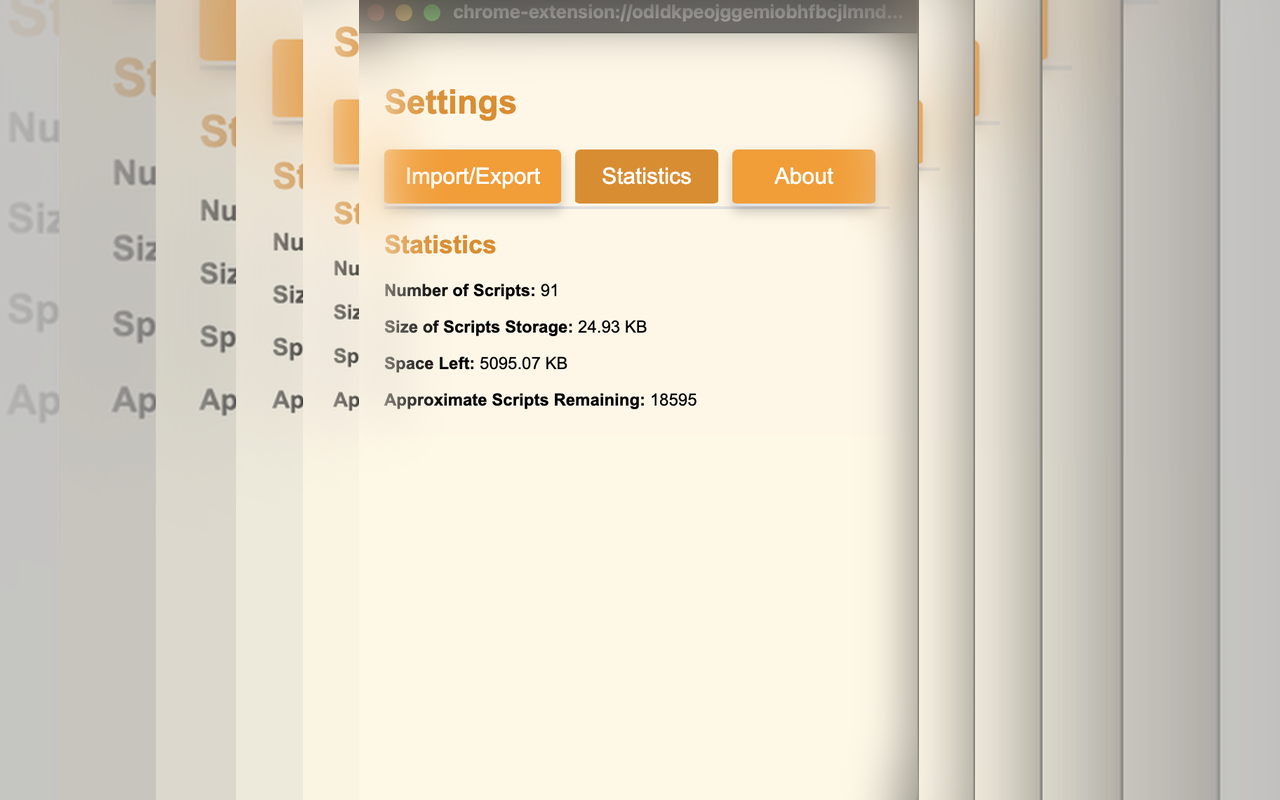 chrome-extension://odldkpeojggemiobhfbcjlmnd...
Settings
Import/Export Statistics About
Statistics
Number of Scripts: 91
Size of Scripts Storage: 24.93 KB
Space Left: 5095.07 KB
Approximate Scripts Remaining: 18595